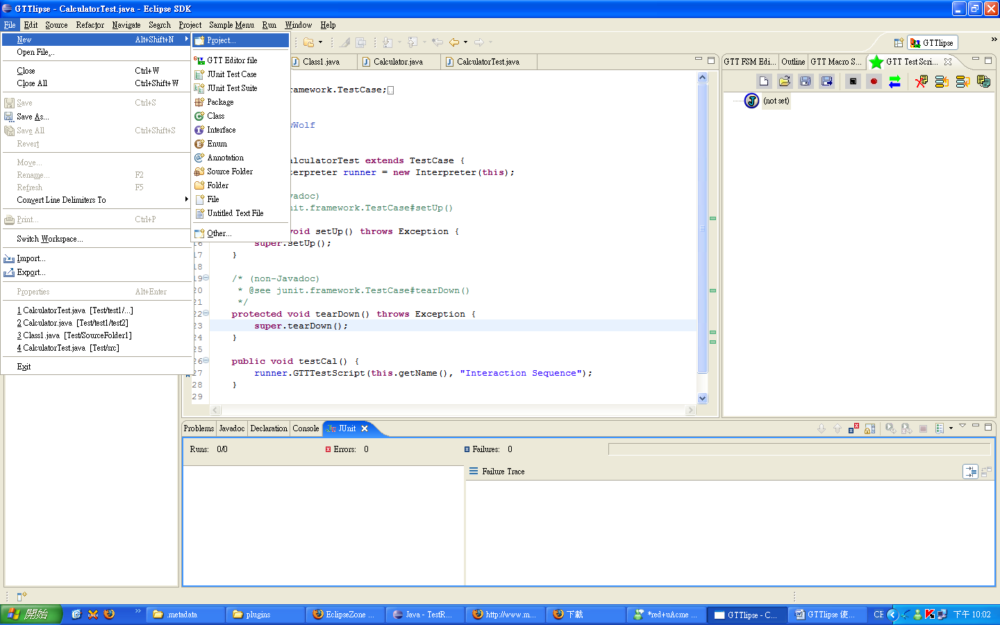 GTTlipse - CalculatorTest.java - Eclipse SDK
File Edit Source Refactor Navigate Search Project Sample Menu Run Window Help
New Alt+Shift+N
Open File...
Close Ctrl+W
Close All Ctrl+Shift+W
Save Ctrl+S
Save As...
Save All Ctrl+Shift+S
Revert
Move...
Rename... F2
Refresh F5
Convert Line Delimiters To
Print... Ctrl+P
Switch Workspace...
Import...
Export...
Properties Alt+Enter
1 CalculatorTest.java [Test/test1/...]
2 Calculator.java [Test/test1/test2]
3 Class1.java [Test/SourceFolder1]
4 CalculatorTest.java [Test/src]
Exit
Project...
GTT Editor file
JUnit Test Case
JUnit Test Suite
Package
Class
Interface
Enum
Annotation
Source Folder
Folder
File
Untitled Text File
Other...
GTTlipse
Class1.java Calculator.java CalculatorTest.java
ramework.TestCase;
wWolf
alculatorTest extends TestCase {
terpreter runner = new Interpreter(this);
vadoc)
nit.framework.TestCase#setUp()
void setUp() throws Exception {
16 super.setUp();
17 }
18
19 /* (non-Javadoc)
20 * @see junit.framework.TestCase#tearDown()
21 */
22 protected void tearDown() throws Exception {
23 super.tearDown();
24 }
25
26 public void testCal() {
27 runner.GTTTestScript(this.getName(), "Interaction Sequence");
28 }
29
GTT FSM Edi... Outline GTT Macro S... GTT Test Scri...
(not set)
Problems Javadoc Declaration Console JUnit
Runs: 0/0 Errors: 0 Failures: 0
Failure Trace
開始 .metadata plugins EclipseZone ... Java - TestR... http://www.m... 下載 *red+uAcme ... GTTlipse - C... GTTlipse 使... CH 下午 10:02